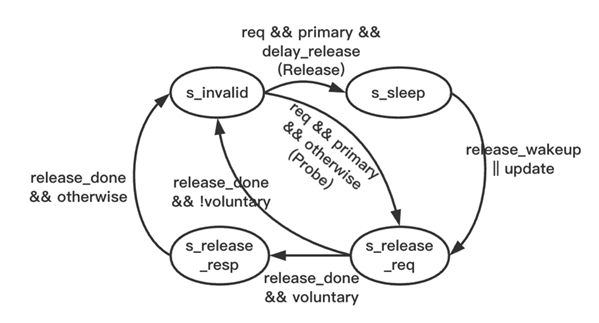 req && primary &&
delay_release
(Release)
s_invalid
s_sleep
req && primary
&& otherwise
(Probe)
release_wakeup
|| update
release_done
&& otherwise
release_done
&& !voluntary
s_release
_resp
s_release
_req
release_done
&& voluntary